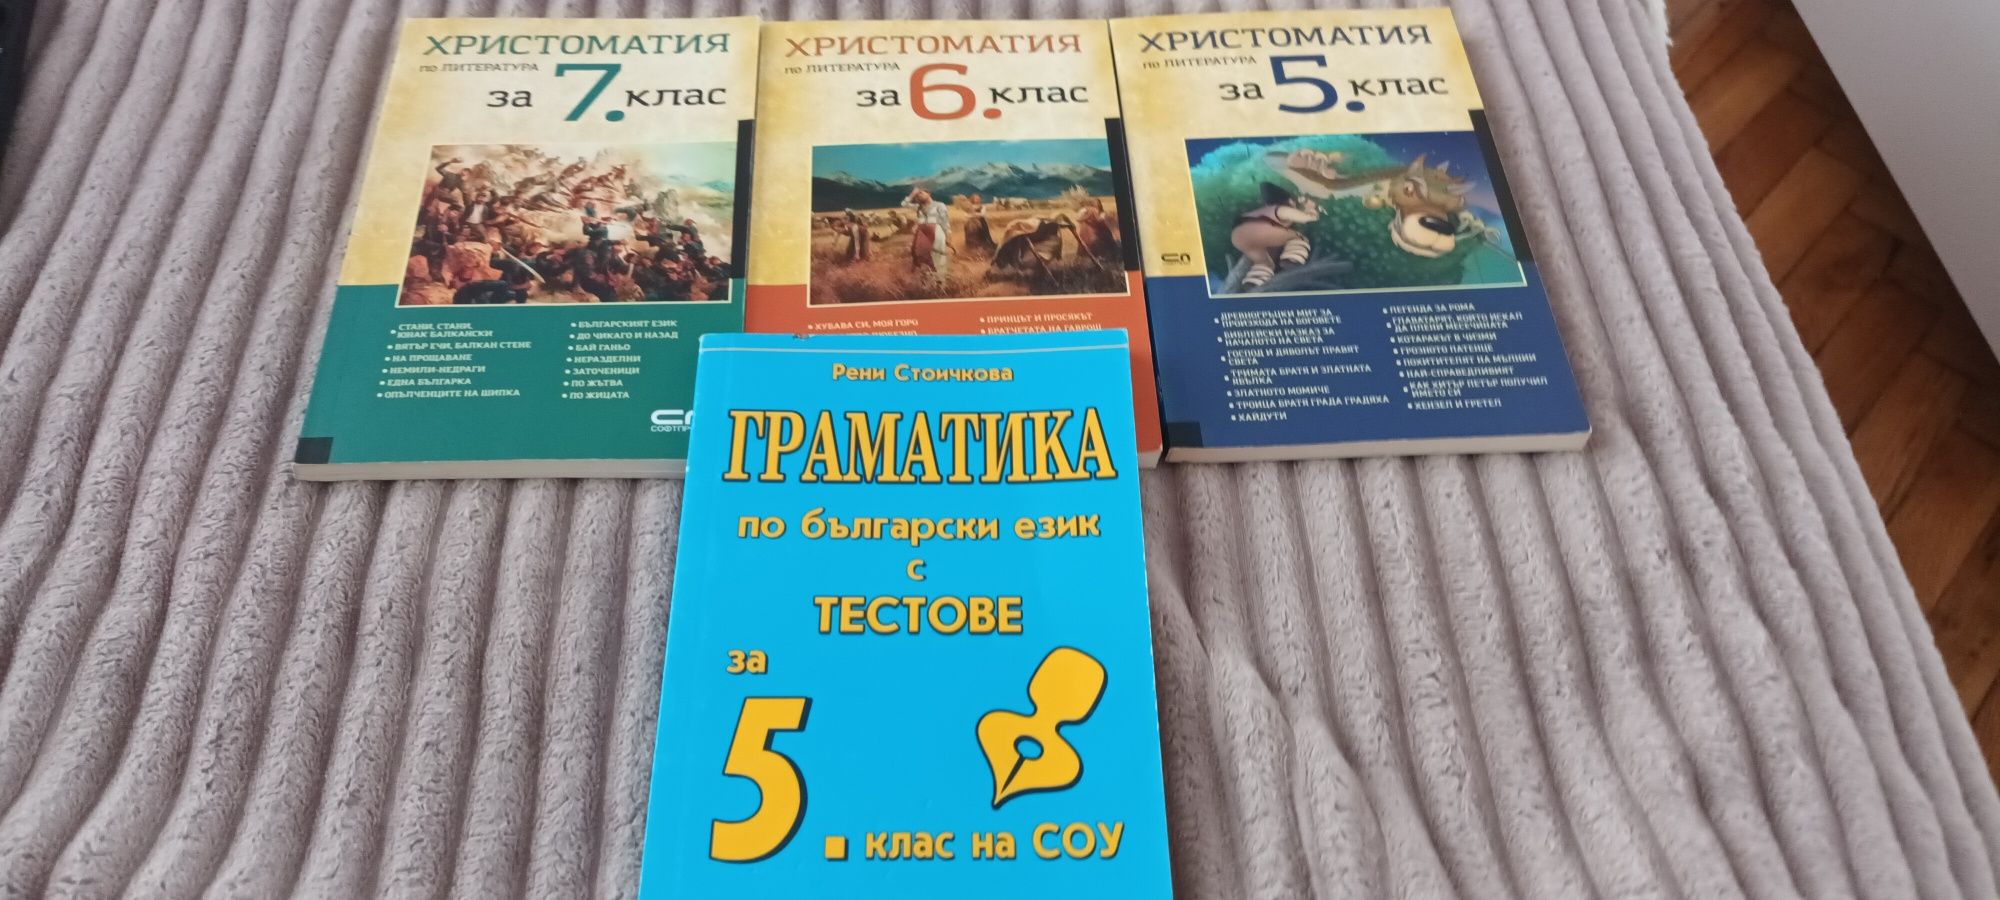 ХРИСТОМАТИЯ
по ЛИТЕРАТУРА
за 7. клас
• СТАНИ, СТАНИ,
ЮНАК БАЛКАНСКИ
• ВЯТЪР ЕЧИ, БАЛКАН СТЕНЕ
• НА ПРОЩАВАНЕ
• НЕМИЛИ-НЕДРАГИ
• ЕДНА БЪЛГАРКА
• ОПЪЛЧЕНЦИТЕ НА ШИПКА
• БЪЛГАРСКИЯТ ЕЗИК
• ДО ЧИКАГО И НАЗАД
• БАЙ ГАНЬО
• НЕРАЗДЕЛНИ
• ЗАТОЧЕНИЦИ
• ПО ЖЪТВА
• ПО ЖИЦАТА
ХРИСТОМАТИЯ
по ЛИТЕРАТУРА
за 6. клас
• ХУБАВА СИ, МОЯ ГОРО
• ПРИНЦЪТ И ПРОСЯКЪТ
• БРАТЧЕТАТА НА ГАВРОШ
ХРИСТОМАТИЯ
по ЛИТЕРАТУРА
за 5. клас
• ДРЕВНОГРЪЦКИ МИТ ЗА
ПРОИЗХОДА НА БОГОВЕТЕ
• БИБЛЕЙСКИ РАЗКАЗ ЗА
НАЧАЛОТО НА СВЕТА
• ГОСПОД И ДЯВОЛЪТ ПРАВЯТ
СВЕТА
• ТРИМАТА БРАТЯ И ЗЛАТНАТА
ЯБЪЛКА
• ЗЛАТНОТО МОМИЧЕ
• ТРОИЦА БРАТЯ ГРАДА ГРАДЯХА
• ХАЙДУТИ
• ЛЕГЕНДА ЗА РОМА
• ГЛАВАТАРЯТ, КОЙТО ИСКАЛ
ДА ПЛЕНИ МЕСЕЧИНАТА
• КОТАРАКЪТ В ЧИЗМИ
• ГРОЗНОТО ПАТЕНЦЕ
• ПОХИТИТЕЛЯТ НА МЪЛНИИ
• НАЙ-СПРАВЕДЛИВИЯТ
• КАК ХИТЪР ПЕТЪР ПОЛУЧИЛ
ИМЕТО СИ
• ХЕНЗЕЛ И ГРЕТЕЛ
Рени Стоичкова
ГРАМАТИКА
по български език
с
ТЕСТОВЕ
за
5. клас на СОУ